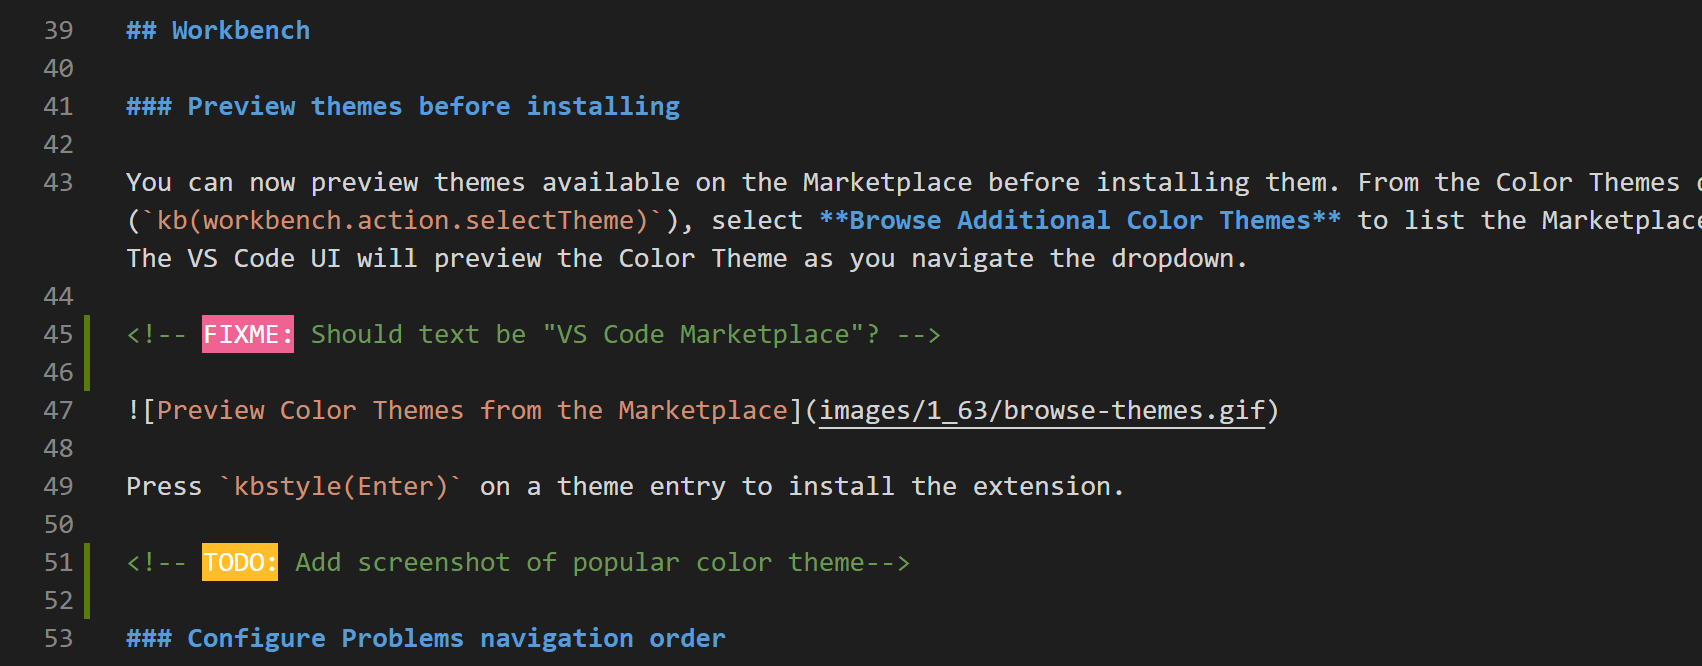 39 ## Workbench
40
41 ### Preview themes before installing
42
43 You can now preview themes available on the Marketplace before installing them. From the Color Themes
(`kb(workbench.action.selectTheme)`), select **Browse Additional Color Themes** to list the Marketplace
The VS Code UI will preview the Color Theme as you navigate the dropdown.
44
45 <!-- FIXME: Should text be "VS Code Marketplace"? -->
46
47 ![Preview Color Themes from the Marketplace](images/1_63/browse-themes.gif)
48
49 Press `kbstyle(Enter)` on a theme entry to install the extension.
50
51 <!-- TODO: Add screenshot of popular color theme-->
52
53 ### Configure Problems navigation order